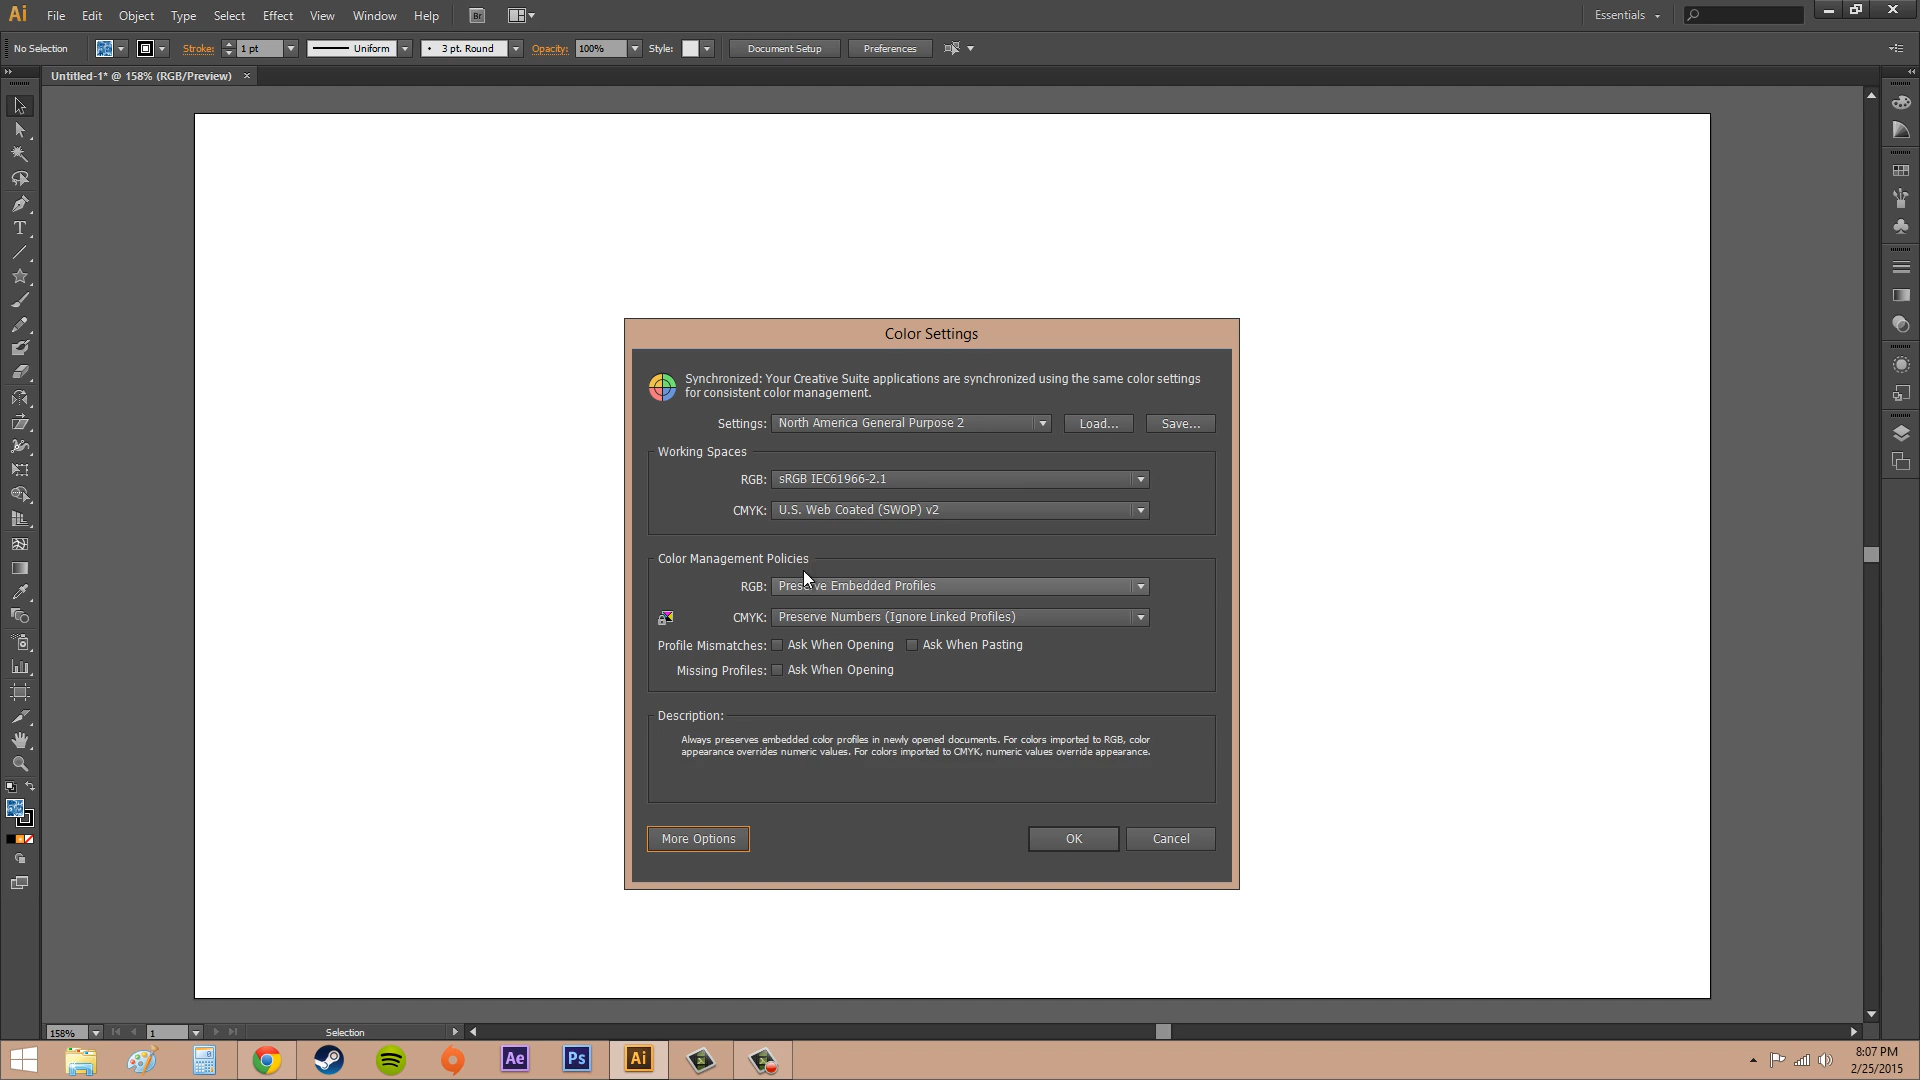 Ai File Edit Object Type Select Effect View Window Help Br Essentials
No Selection Stroke: 1 pt Uniform 3 pt. Round Opacity: 100% Style: Document Setup Preferences
Untitled-1* @ 158% (RGB/Preview) ×
Color Settings
Synchronized: Your Creative Suite applications are synchronized using the same color settings
for consistent color management.
Settings: North America General Purpose 2 Load... Save...
Working Spaces
RGB: sRGB IEC61966-2.1
CMYK: U.S. Web Coated (SWOP) v2
Color Management Policies
RGB: Preserve Embedded Profiles
CMYK: Preserve Numbers (Ignore Linked Profiles)
Profile Mismatches: Ask When Opening Ask When Pasting
Missing Profiles: Ask When Opening
Description:
Always preserves embedded color profiles in newly opened documents. For colors imported to RGB, color
appearance overrides numeric values. For colors imported to CMYK, numeric values override appearance.
More Options OK Cancel
158% 1 Selection
Ae Ps Ai
8:07 PM
2/25/2015